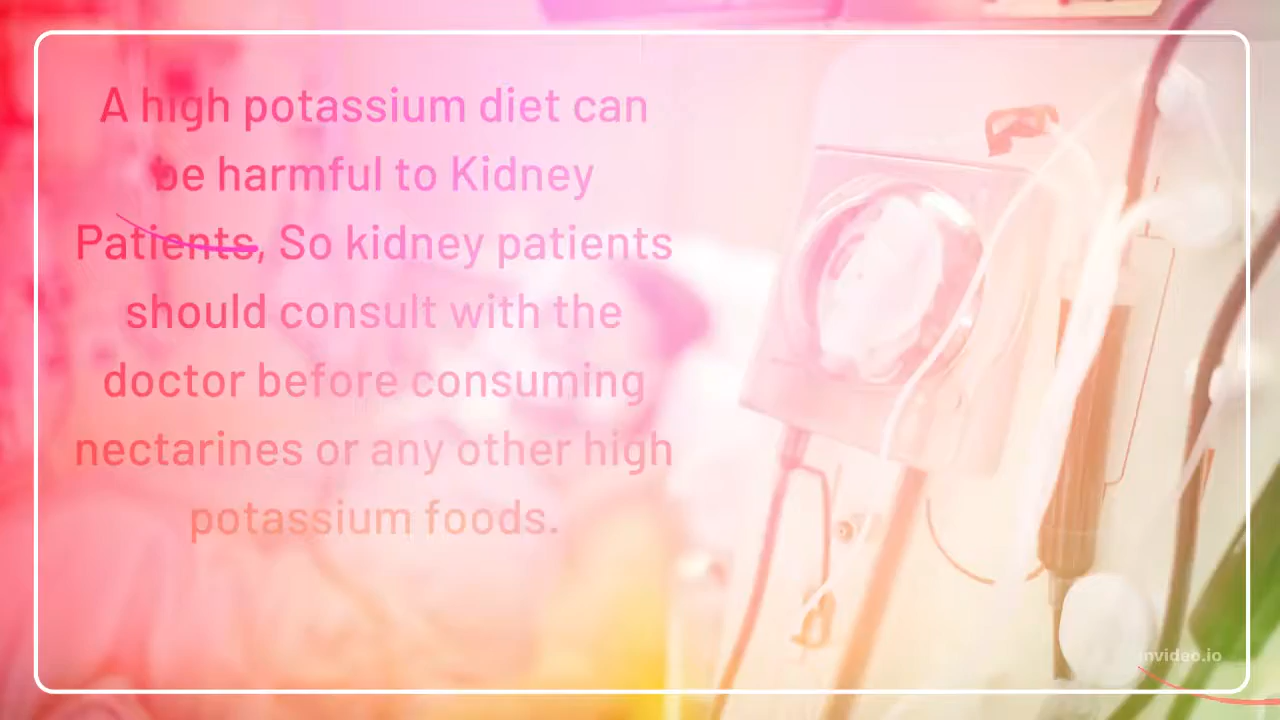 A high potassium diet can
be harmful to Kidney
Patients, So kidney patients
should consult with the
doctor before consuming
nectarines or any other high
potassium foods.
invideo.io